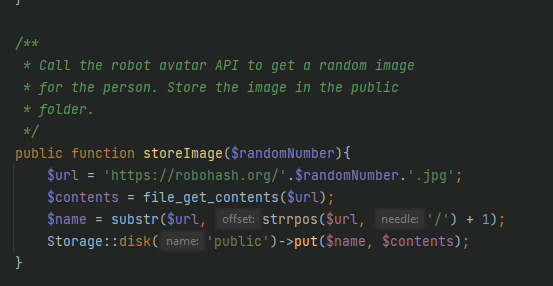 }
/**
* Call the robot avatar API to get a random image
* for the person. Store the image in the public
* folder.
*/
public function storeImage($randomNumber){
$url = 'https://robohash.org/'.$randomNumber.'.jpg';
$contents = file_get_contents($url);
$name = substr($url, offset: strrpos($url, needle: '/') + 1);
Storage::disk( name: 'public')->put($name, $contents);
}